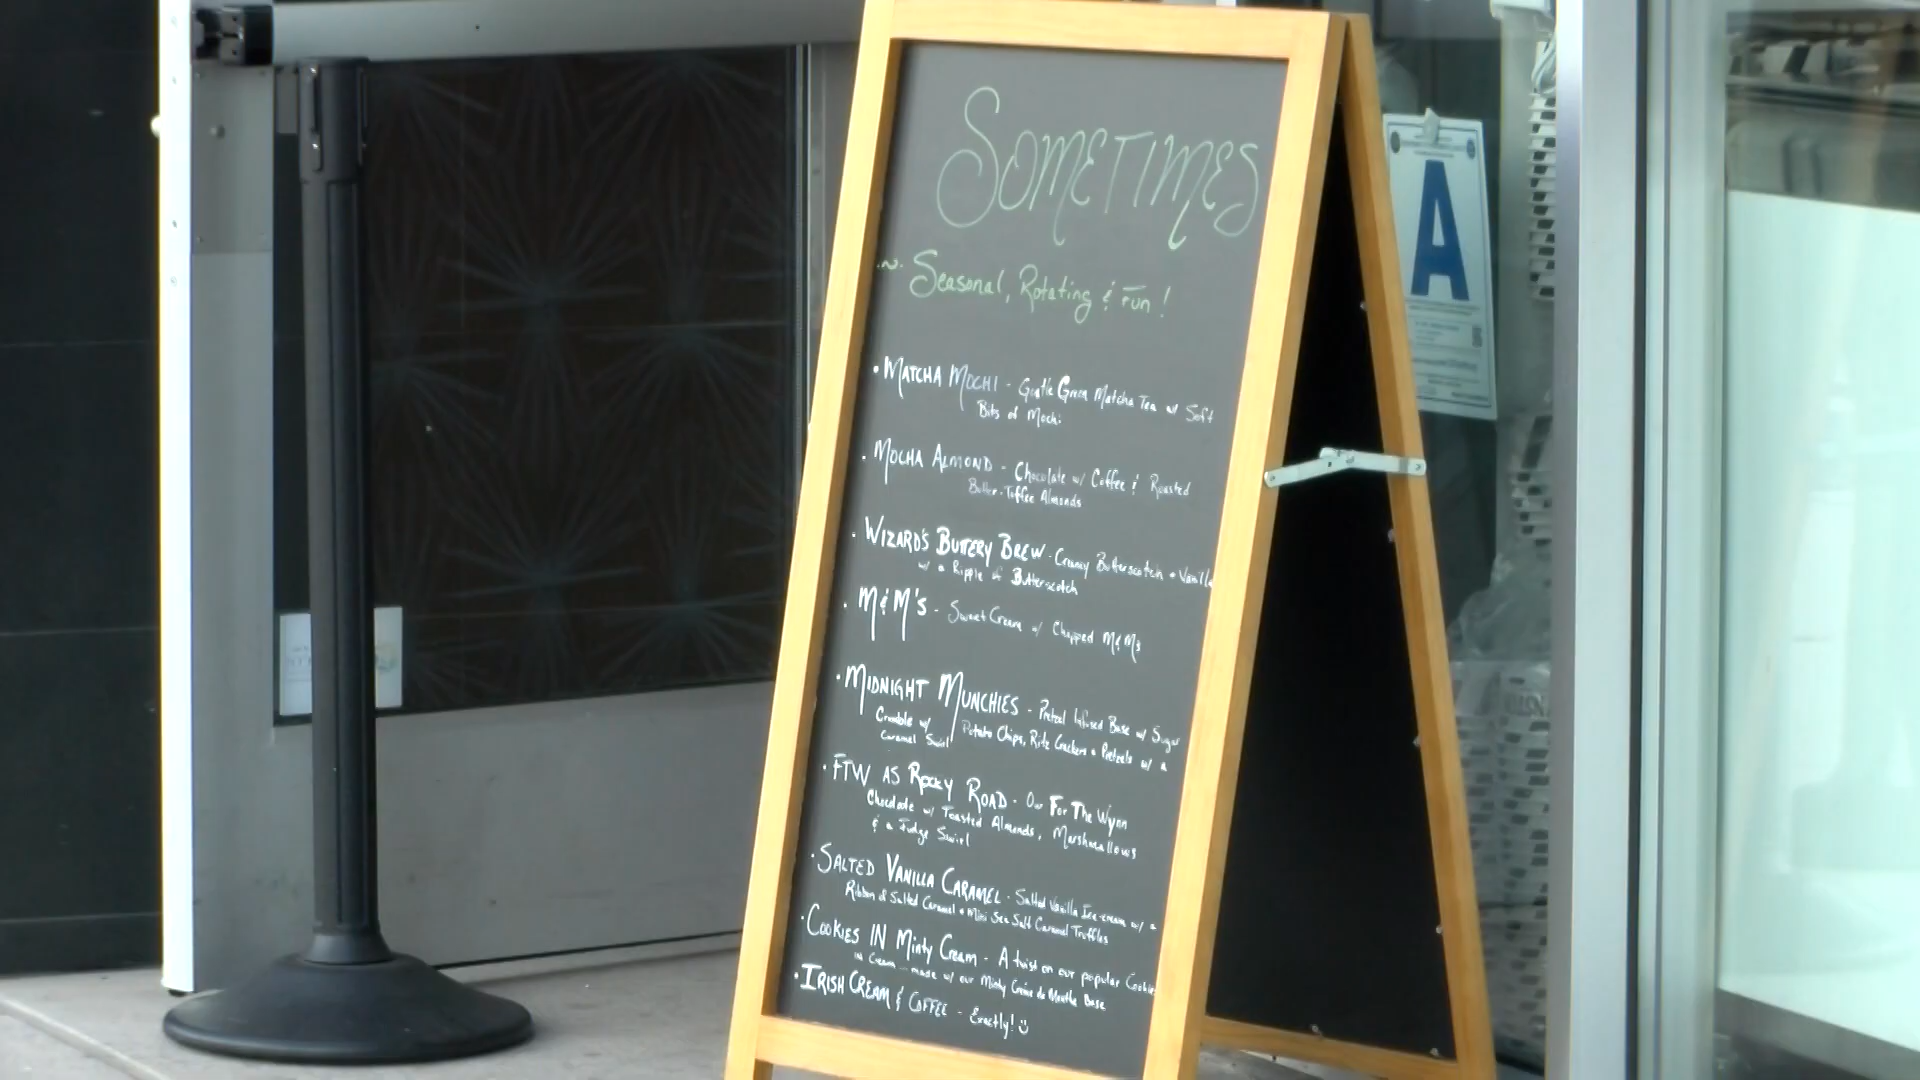 SOMETIMES
~ Seasonal, Rotating & Fun!
• MATCHA MOCHI - Gentle Green Matcha Tea w/ Soft
Bits of Mochi
• MOCHA ALMOND - Chocolate w/ Coffee & Roasted
Butter-Toffee Almonds
• WIZARD'S BUTTERY BREW - Creamy Butterscotch + Vanilla
w/ a Ripple of Butterscotch
• M&M'S - Sweet Cream w/ Chopped M&Ms
• MIDNIGHT MUNCHIES - Pretzel Infused Base w/ Sugar
Crumble w/ Potato Chips, Ritz Crackers + Pretzels w/ a
Caramel Swirl
• FTW AS ROCKY ROAD - Our For The Wynn
Chocolate w/ Toasted Almonds, Marshmallows
& a Fudge Swirl
• SALTED VANILLA CARAMEL - Salted Vanilla Ice-cream w/ a
Ribbon of Salted Caramel + Mini Sea Salt Caramel Truffles
• COOKIES IN Minty Cream - A twist on our popular Cookies
in Cream - made w/ our Minty Crème de Menthe Base
• IRISH CREAM & COFFEE - Exactly!
A